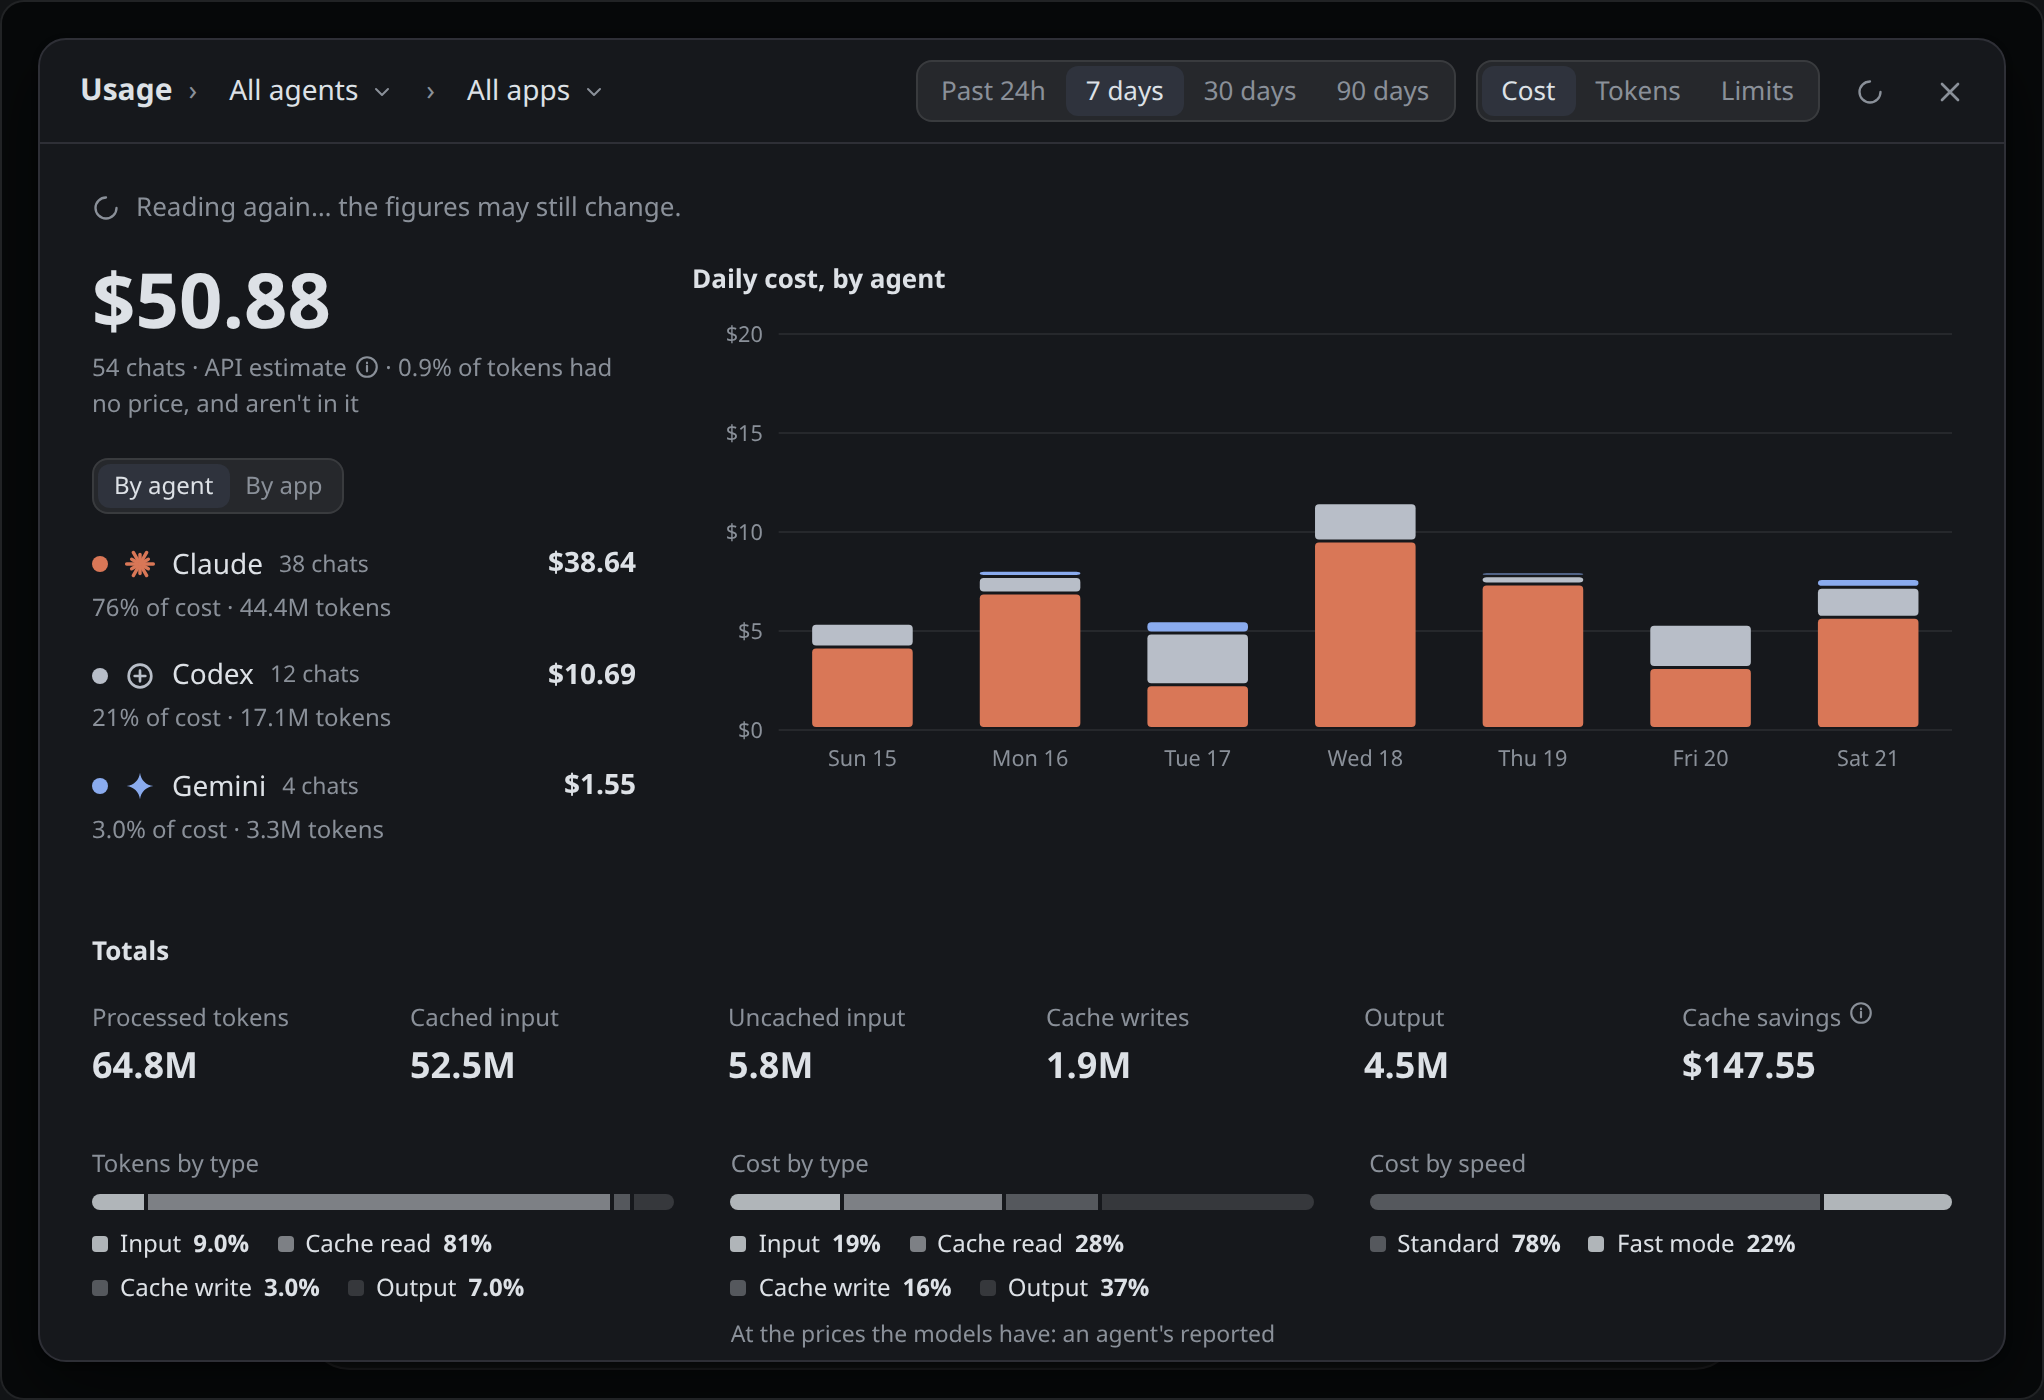 Usage › All agents › All apps
Past 24h 7 days 30 days 90 days
Cost Tokens Limits
Reading again... the figures may still change.
$50.88
54 chats · API estimate · 0.9% of tokens had
no price, and aren't in it
By agent By app
Claude 38 chats $38.64
76% of cost · 44.4M tokens
Codex 12 chats $10.69
21% of cost · 17.1M tokens
Gemini 4 chats $1.55
3.0% of cost · 3.3M tokens
Daily cost, by agent
$20
$15
$10
$5
$0
Sun 15 Mon 16 Tue 17 Wed 18 Thu 19 Fri 20 Sat 21
Totals
Processed tokens Cached input Uncached input Cache writes Output Cache savings
64.8M 52.5M 5.8M 1.9M 4.5M $147.55
Tokens by type
Input 9.0% Cache read 81%
Cache write 3.0% Output 7.0%
Cost by type
Input 19% Cache read 28%
Cache write 16% Output 37%
At the prices the models have: an agent's reported
Cost by speed
Standard 78% Fast mode 22%